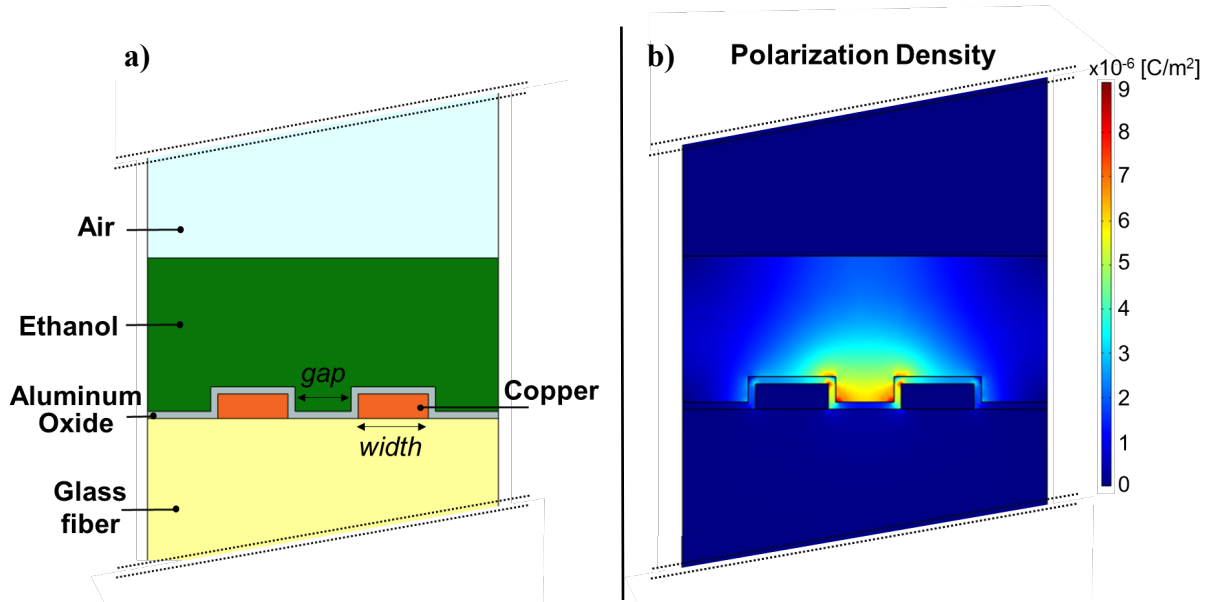 a)
Air
Ethanol
Aluminum
Oxide
gap
Copper
width
Glass
fiber
b)
Polarization Density
x10⁻⁶ [C/m²]
9
8
7
6
5
4
3
2
1
0